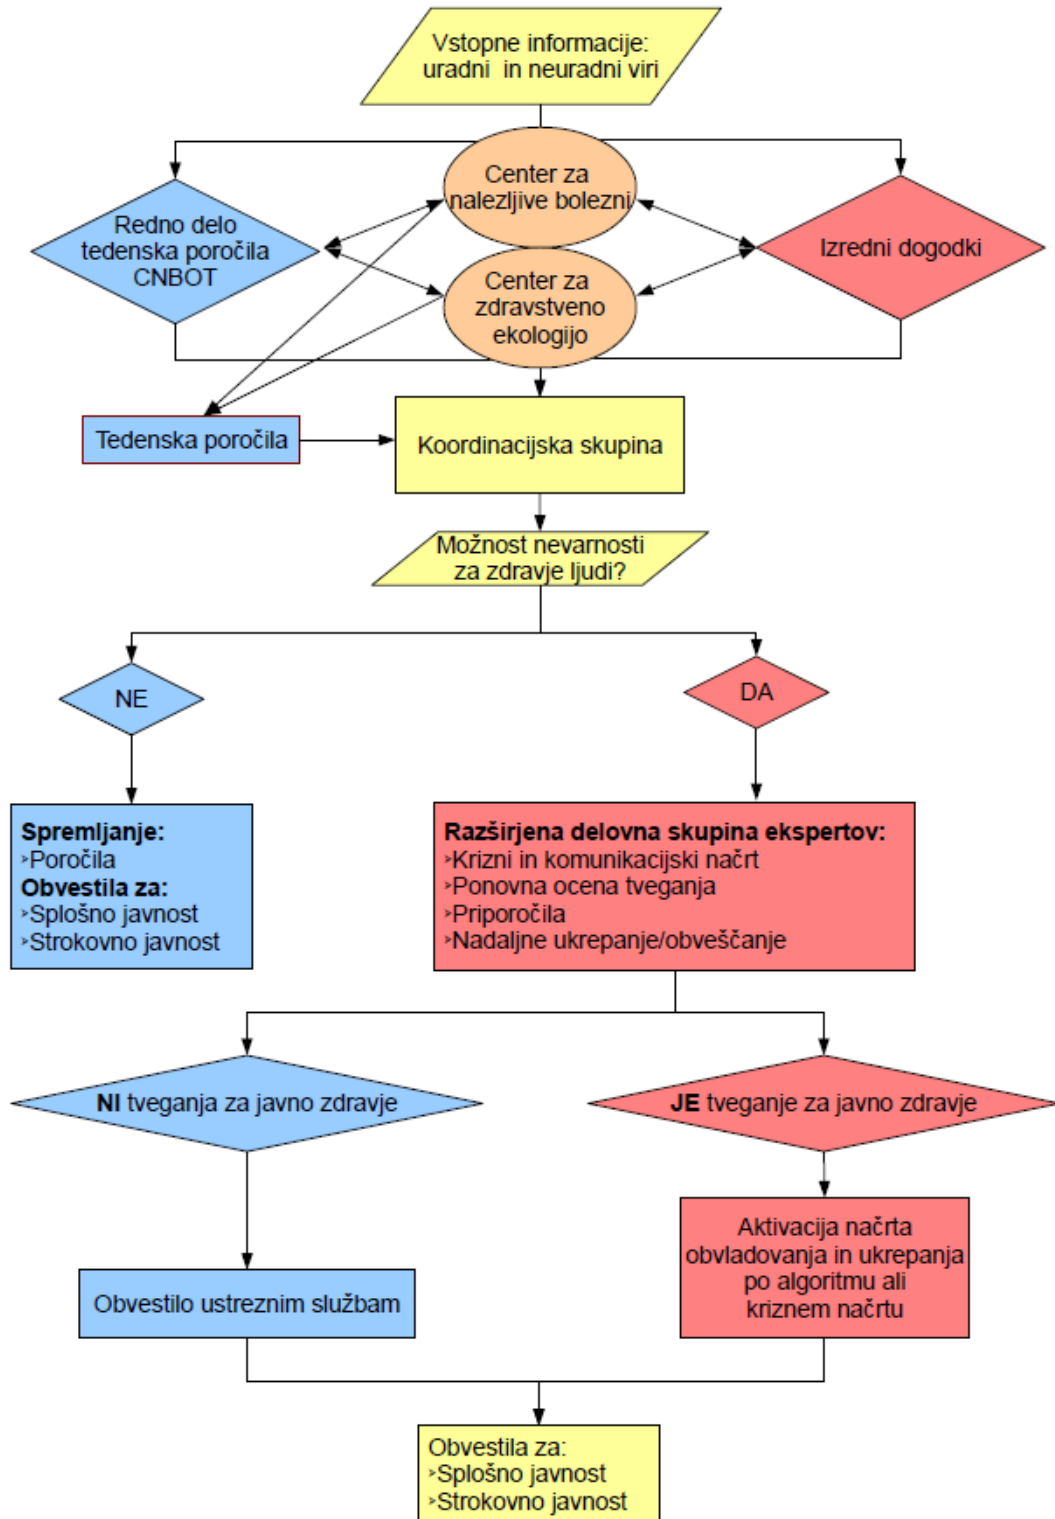 Vstopne informacije:
uradni in neuradni viri
Center za
nalezljive bolezni
Redno delo
tedenska poročila
CNBOT
Izredni dogodki
Center za
zdravstveno
ekologijo
Tedenska poročila
Koordinacijska skupina
Možnost nevarnosti
za zdravje ljudi?
NE
DA
Spremljanje:
>Poročila
Obvestila za:
>Splošno javnost
>Strokovno javnost
Razširjena delovna skupina ekspertov:
>Krizni in komunikacijski načrt
>Ponovna ocena tveganja
>Priporočila
>Nadaljne ukrepanje/obveščanje
NI tveganja za javno zdravje
JE tveganje za javno zdravje
Obvestilo ustreznim službam
Aktivacija načrta
obvladovanja in ukrepanja
po algoritmu ali
kriznem načrtu
Obvestila za:
>Splošno javnost
>Strokovno javnost